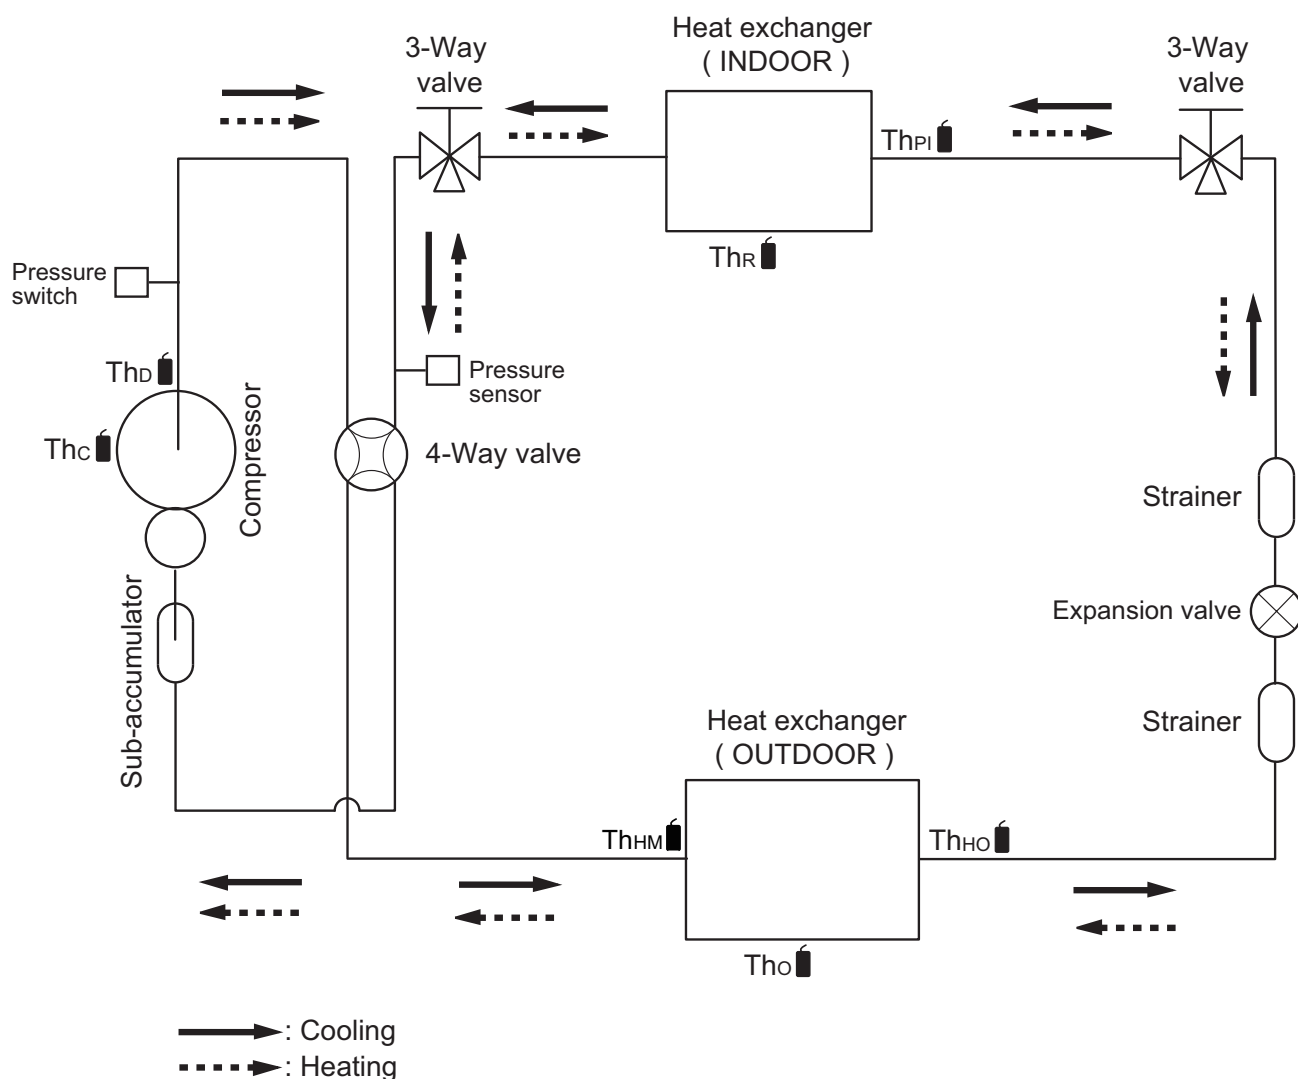 Heat exchanger
( INDOOR )
3-Way
valve
3-Way
valve
ThPI
ThR
Pressure
switch
ThD
Pressure
sensor
ThC
Compressor
4-Way valve
Strainer
Expansion valve
Sub-accumulator
Strainer
Heat exchanger
( OUTDOOR )
ThHM
ThHO
ThO
: Cooling
: Heating